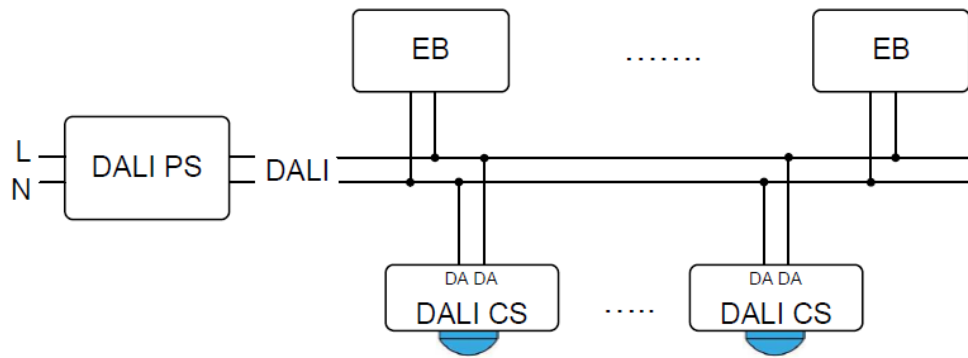 EB
.......
EB
L
N
DALI PS
DALI
DA DA
DALI CS
.....
DA DA
DALI CS